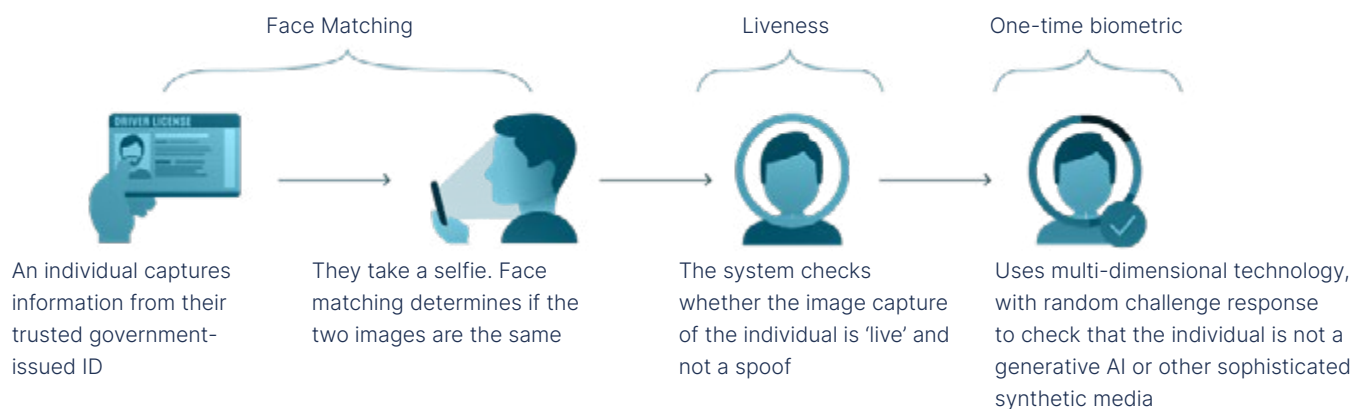 Face Matching
Liveness
One-time biometric
DRIVER LICENSE
An individual captures
information from their
trusted government-
issued ID
They take a selfie. Face
matching determines if the
two images are the same
The system checks
whether the image capture
of the individual is ‘live’ and
not a spoof
Uses multi-dimensional technology,
with random challenge response
to check that the individual is not a
generative AI or other sophisticated
synthetic media